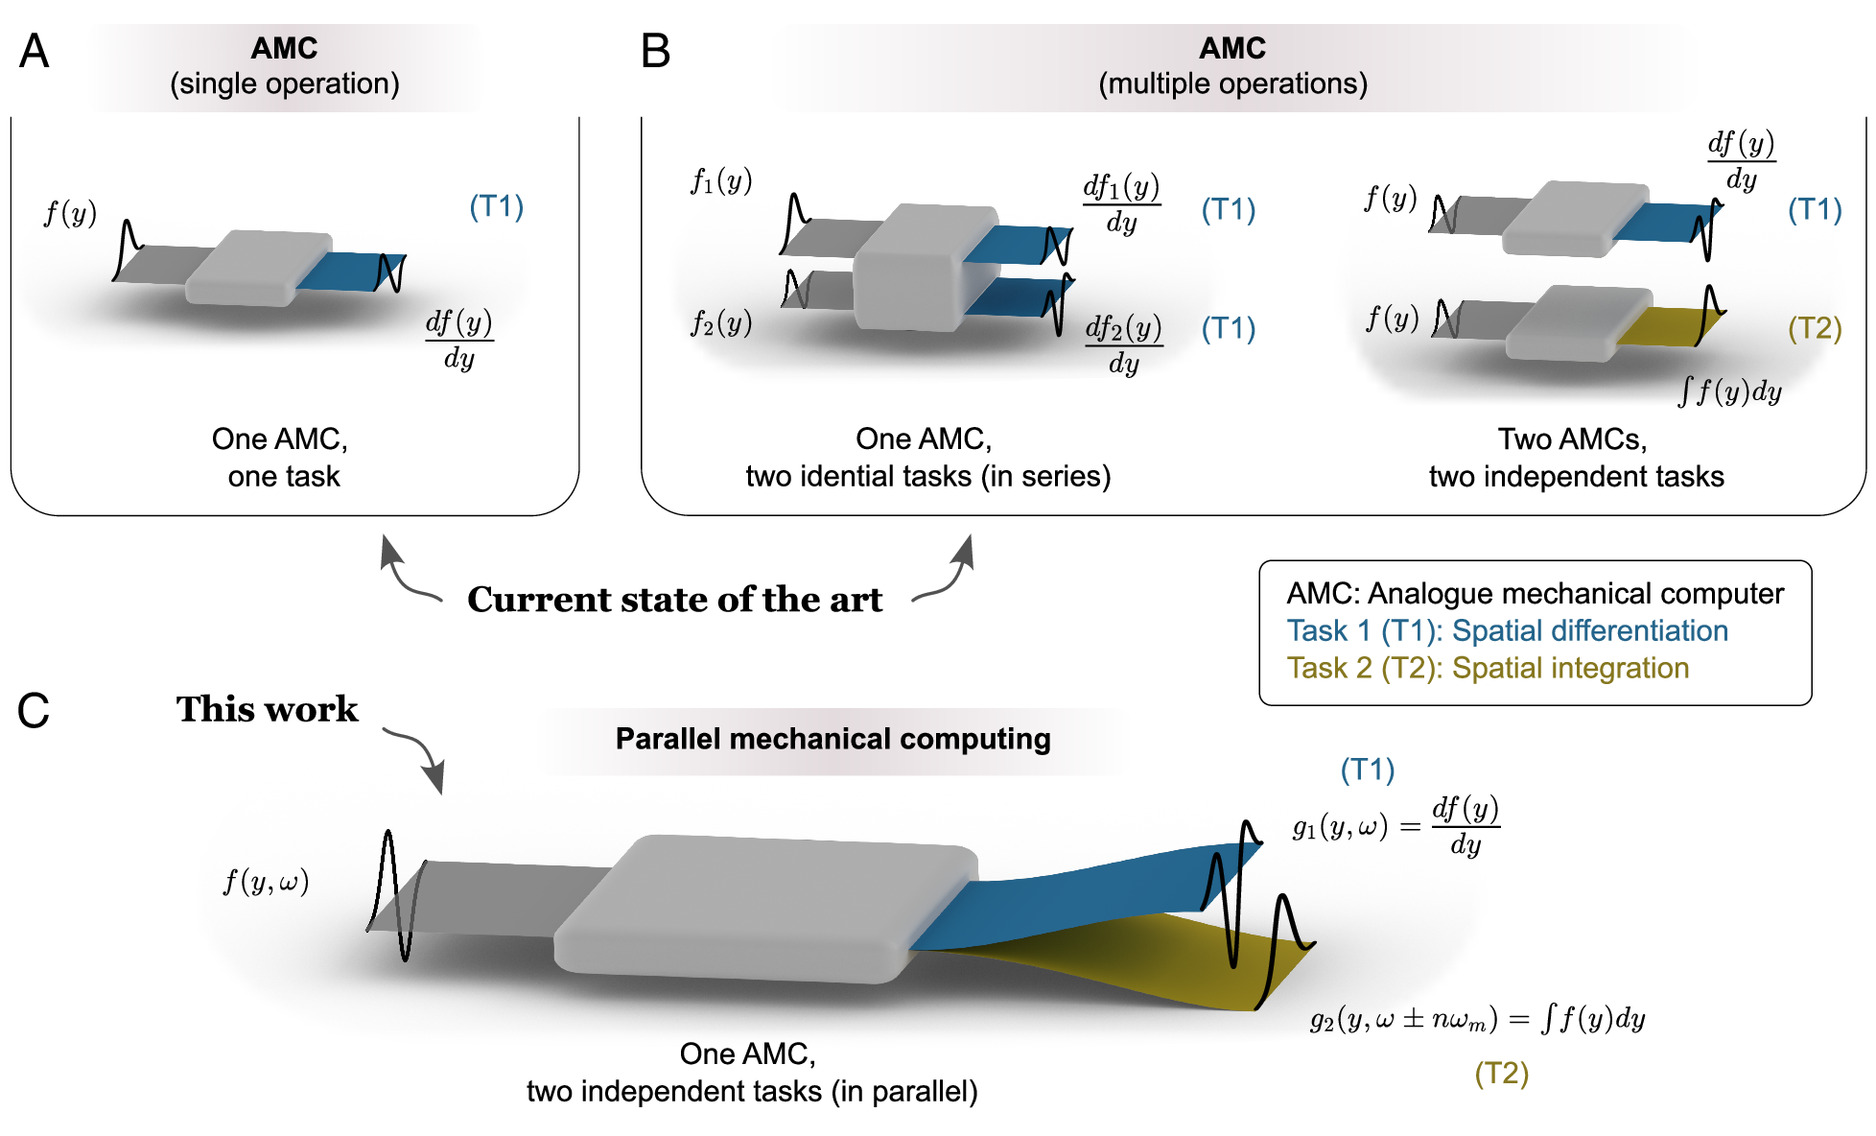 A
AMC
(single operation)
f(y)
(T1)
df(y)
dy
One AMC,
one task
B
AMC
(multiple operations)
f₁(y)
df₁(y)
dy
(T1)
f₂(y)
df₂(y)
dy
(T1)
One AMC,
two idential tasks (in series)
f(y)
df(y)
dy
(T1)
f(y)
(T2)
∫f(y)dy
Two AMCs,
two independent tasks
Current state of the art
AMC: Analogue mechanical computer
Task 1 (T1): Spatial differentiation
Task 2 (T2): Spatial integration
C
This work
Parallel mechanical computing
f(y, ω)
(T1)
g₁(y, ω) = df(y)
dy
g₂(y, ω ± nωₘ) = ∫f(y)dy
(T2)
One AMC,
two independent tasks (in parallel)